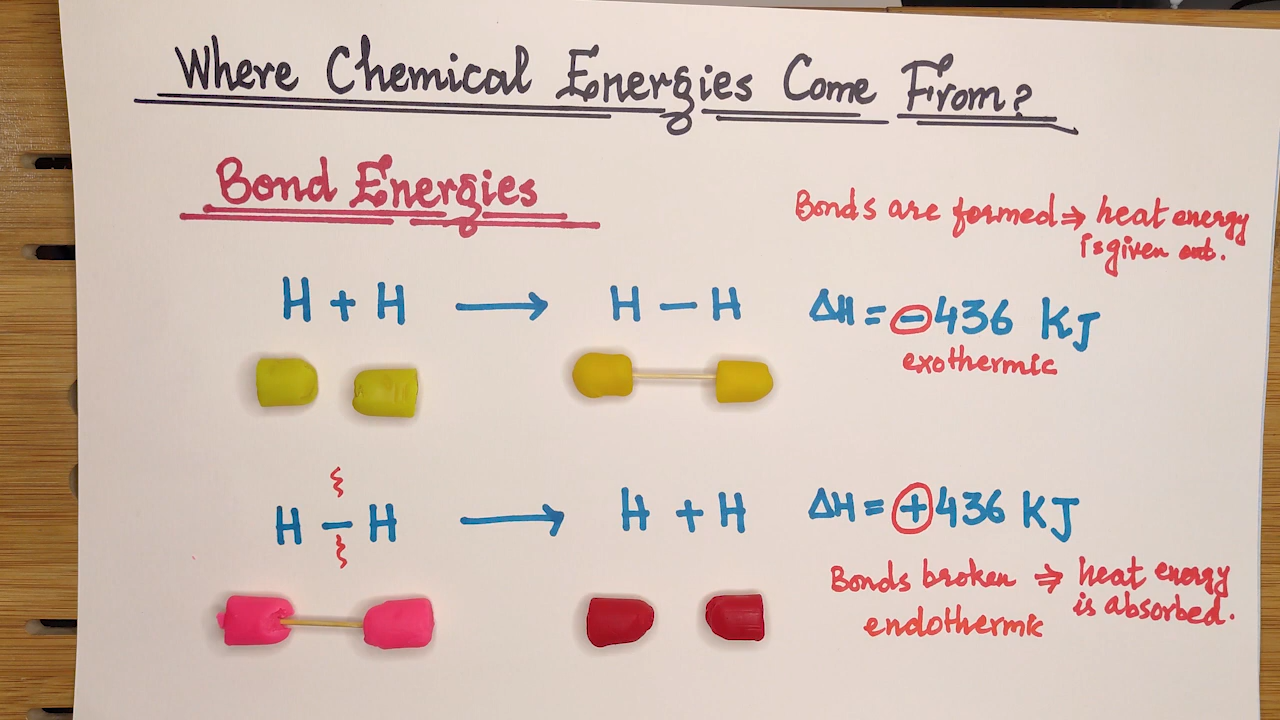 Where Chemical Energies Come From?
Bond Energies
Bonds are formed ⇒ heat energy
is given out.
H + H → H – H ΔH = –436 KJ
exothermic
H – H → H + H ΔH = +436 KJ
Bonds broken ⇒ heat energy
is absorbed.
endothermic